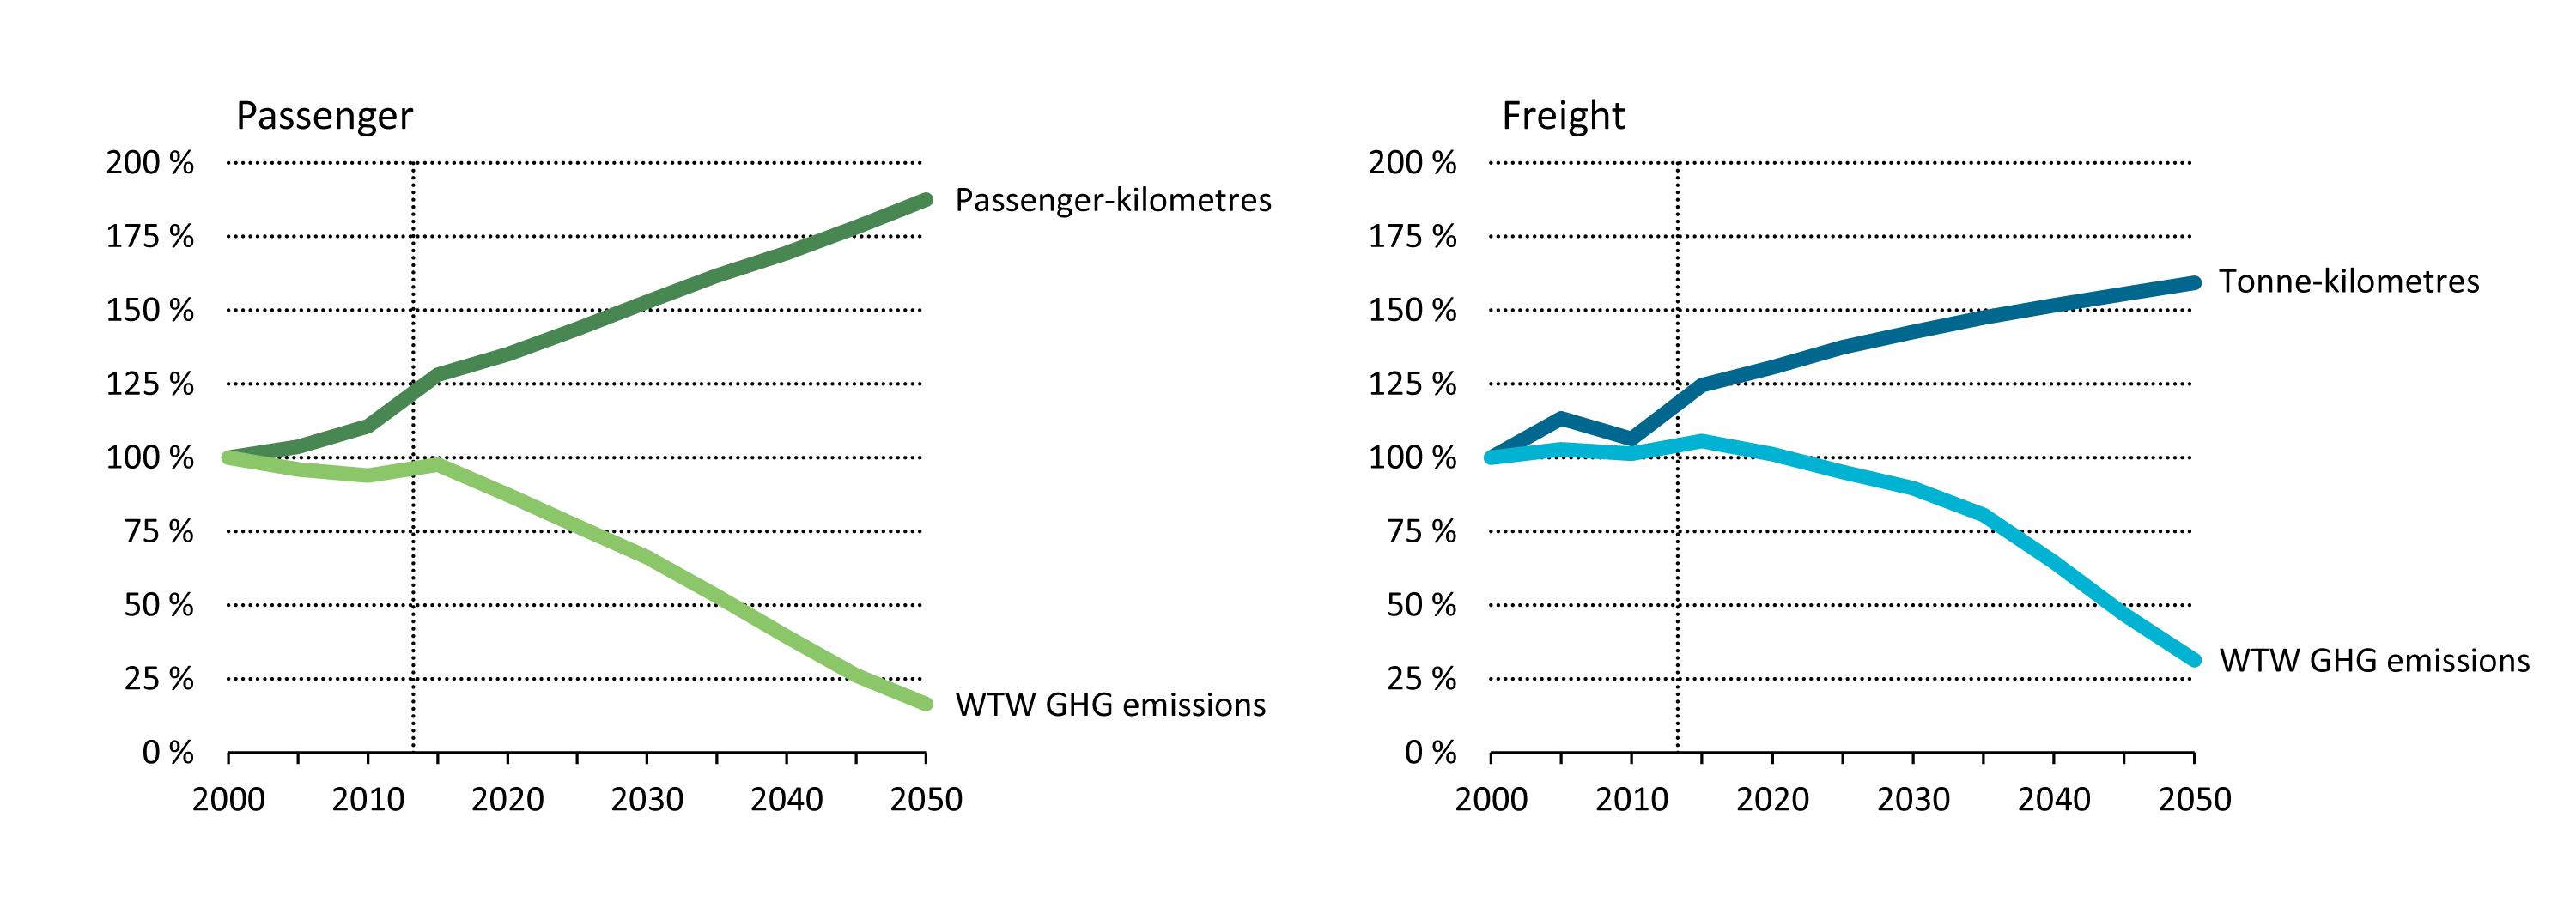 Passenger
200 %
175 %
150 %
125 %
100 %
75 %
50 %
25 %
0 %
Passenger-kilometres
WTW GHG emissions
2000 2010 2020 2030 2040 2050
Freight
200 %
175 %
150 %
125 %
100 %
75 %
50 %
25 %
0 %
Tonne-kilometres
WTW GHG emissions
2000 2010 2020 2030 2040 2050